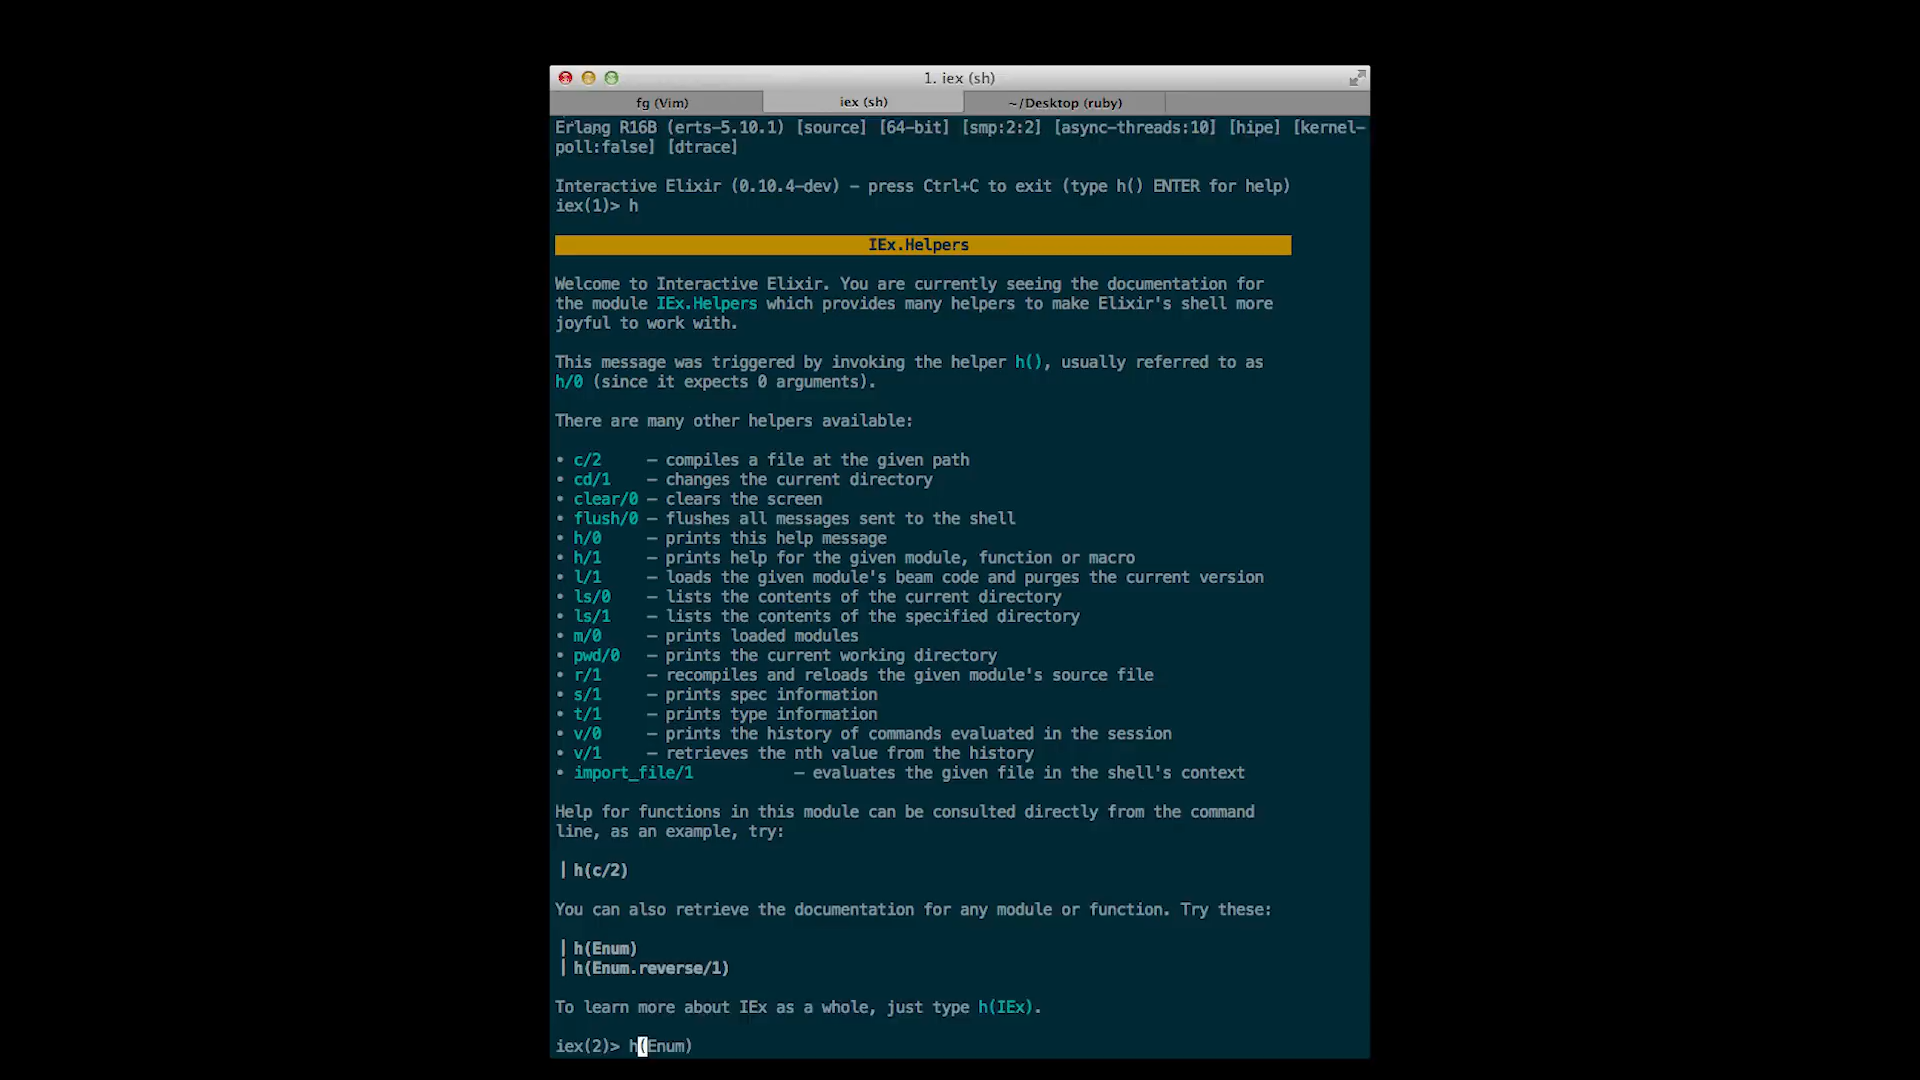 1. iex (sh)
fg (Vim)
iex (sh)
~/Desktop (ruby)
Erlang R16B (erts-5.10.1) [source] [64-bit] [smp:2:2] [async-threads:10] [hipe] [kernel-
poll:false] [dtrace]
Interactive Elixir (0.10.4-dev) - press Ctrl+C to exit (type h() ENTER for help)
iex(1)> h
IEx.Helpers
Welcome to Interactive Elixir. You are currently seeing the documentation for
the module IEx.Helpers which provides many helpers to make Elixir's shell more
joyful to work with.
This message was triggered by invoking the helper h(), usually referred to as
h/0 (since it expects 0 arguments).
There are many other helpers available:
• c/2 — compiles a file at the given path
• cd/1 — changes the current directory
• clear/0 — clears the screen
• flush/0 — flushes all messages sent to the shell
• h/0 — prints this help message
• h/1 — prints help for the given module, function or macro
• l/1 — loads the given module's beam code and purges the current version
• ls/0 — lists the contents of the current directory
• ls/1 — lists the contents of the specified directory
• m/0 — prints loaded modules
• pwd/0 — prints the current working directory
• r/1 — recompiles and reloads the given module's source file
• s/1 — prints spec information
• t/1 — prints type information
• v/0 — prints the history of commands evaluated in the session
• v/1 — retrieves the nth value from the history
• import_file/1 — evaluates the given file in the shell's context
Help for functions in this module can be consulted directly from the command
line, as an example, try:
| h(c/2)
You can also retrieve the documentation for any module or function. Try these:
| h(Enum)
| h(Enum.reverse/1)
To learn more about IEx as a whole, just type h(IEx).
iex(2)> h(Enum)